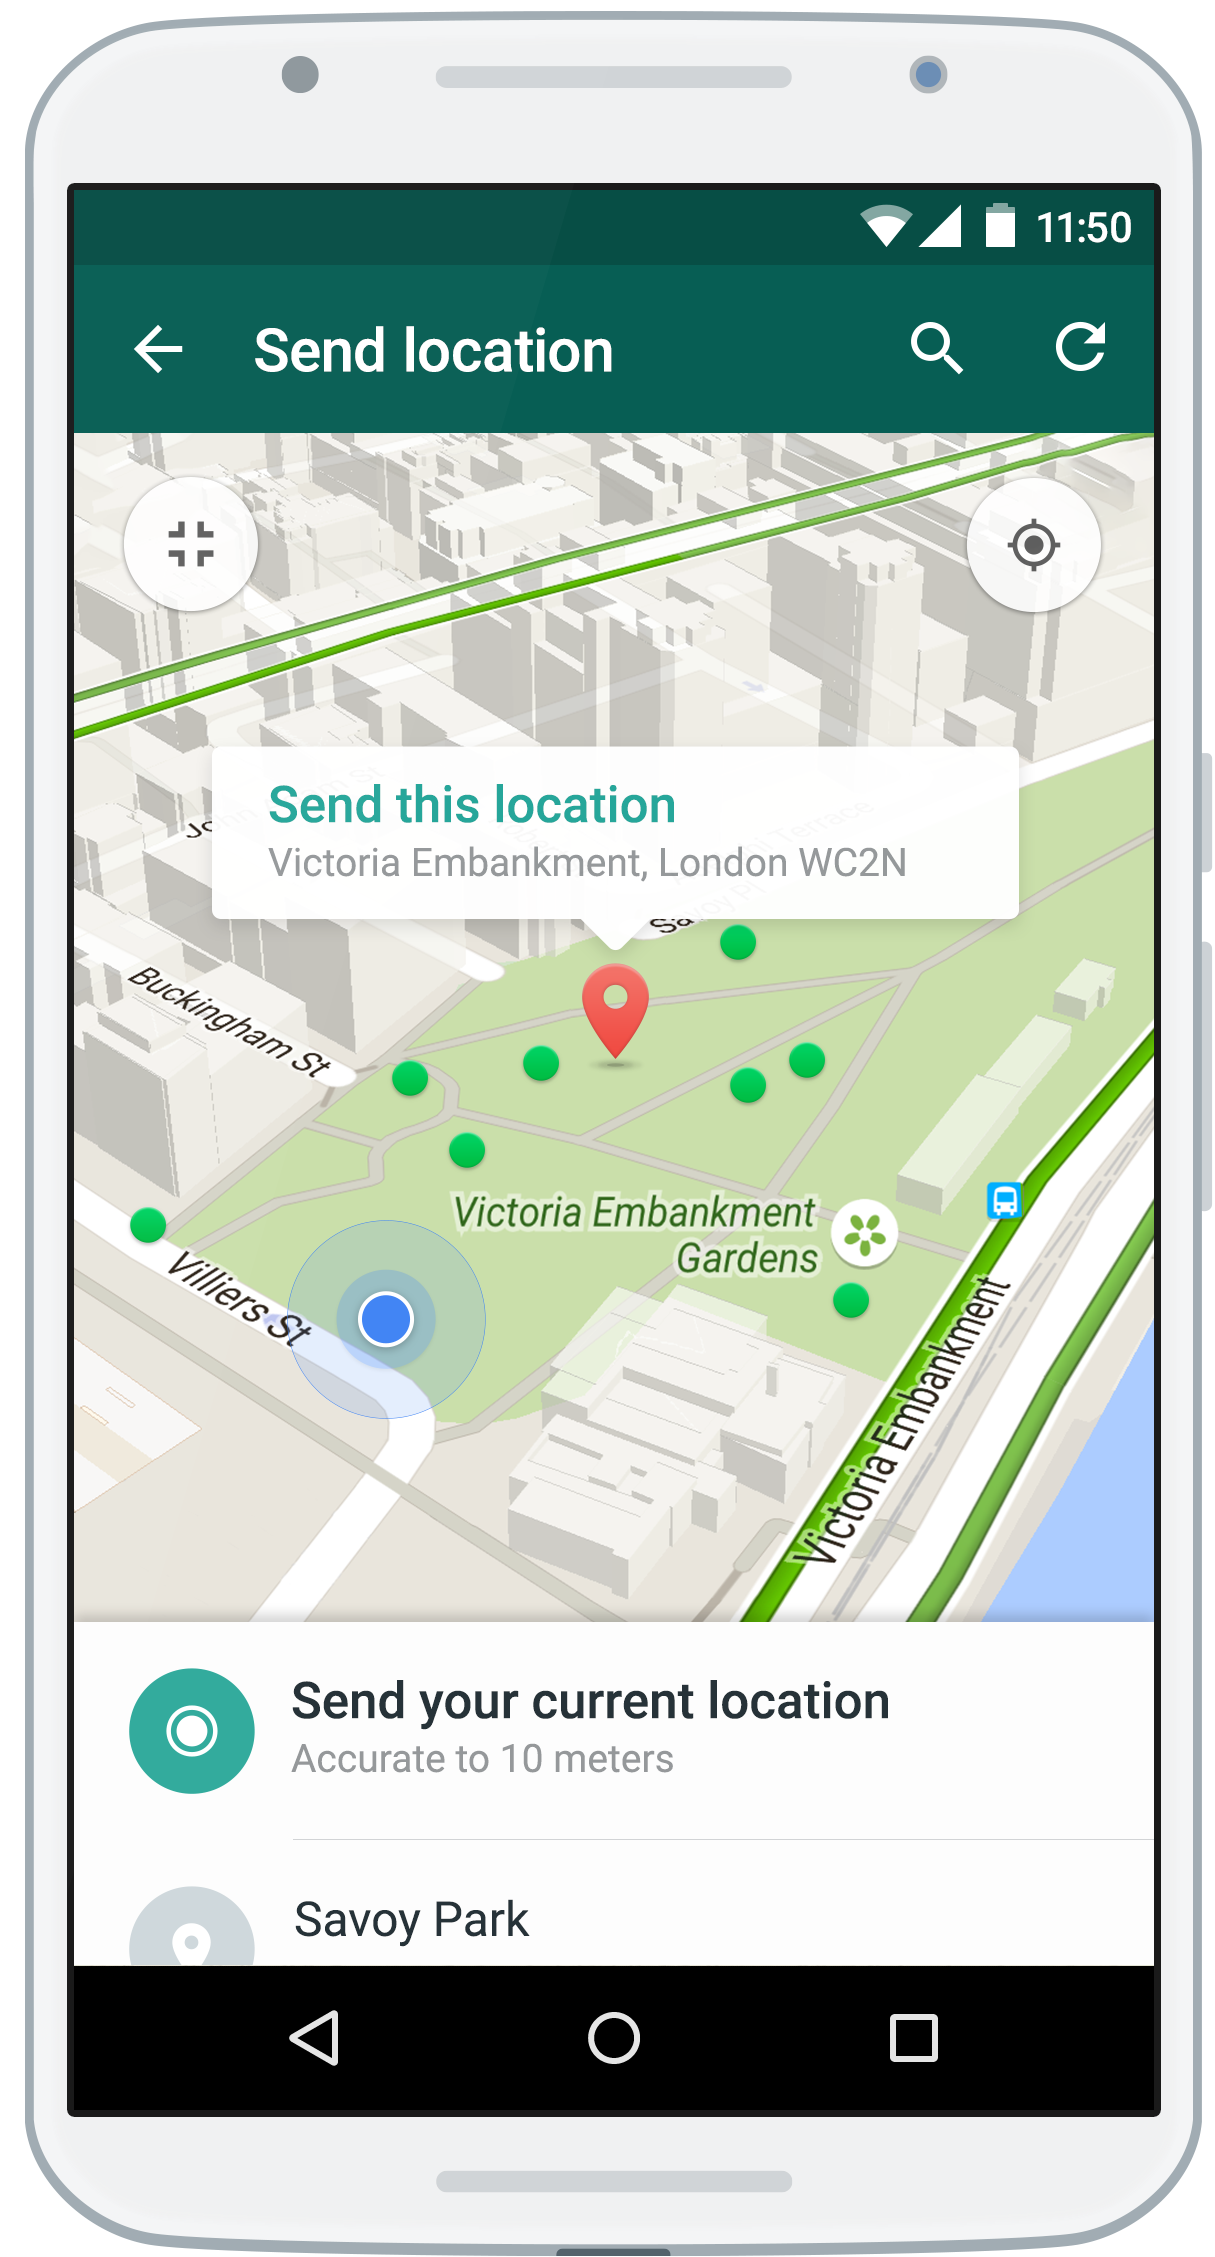 11:50
Send location
Send this location
Victoria Embankment, London WC2N
Buckingham St
Victoria Embankment
Gardens
Villiers St
Victoria Embankment
Send your current location
Accurate to 10 meters
Savoy Park